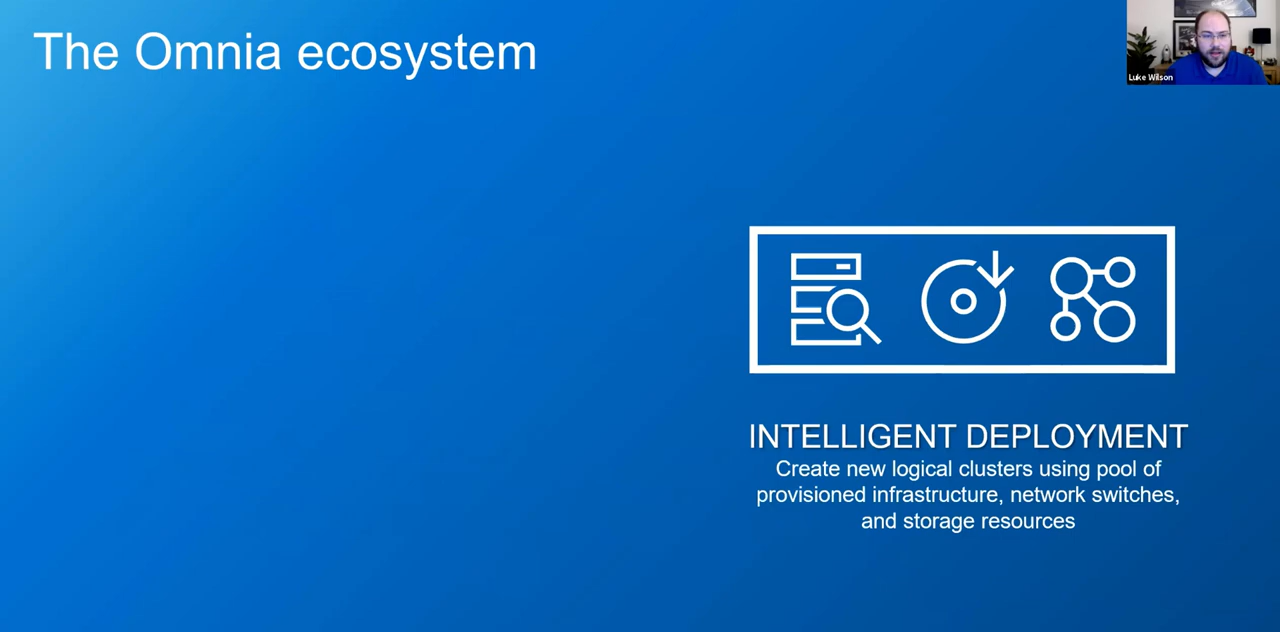 The Omnia ecosystem
Luke Wilson
INTELLIGENT DEPLOYMENT
Create new logical clusters using pool of
provisioned infrastructure, network switches,
and storage resources